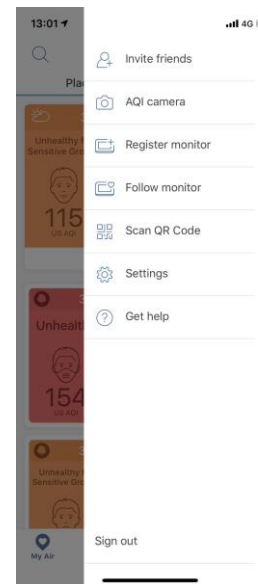 13:01
4G
Invite friends
Plac
AQI camera
Unhealthy f
Sensitive Gro
Register monitor
Follow monitor
115
US AQI
Scan QR Code
Settings
Get help
Unhealt
154
US AQI
Unhealthy f
Sensitive Gro
My Air
Sign out